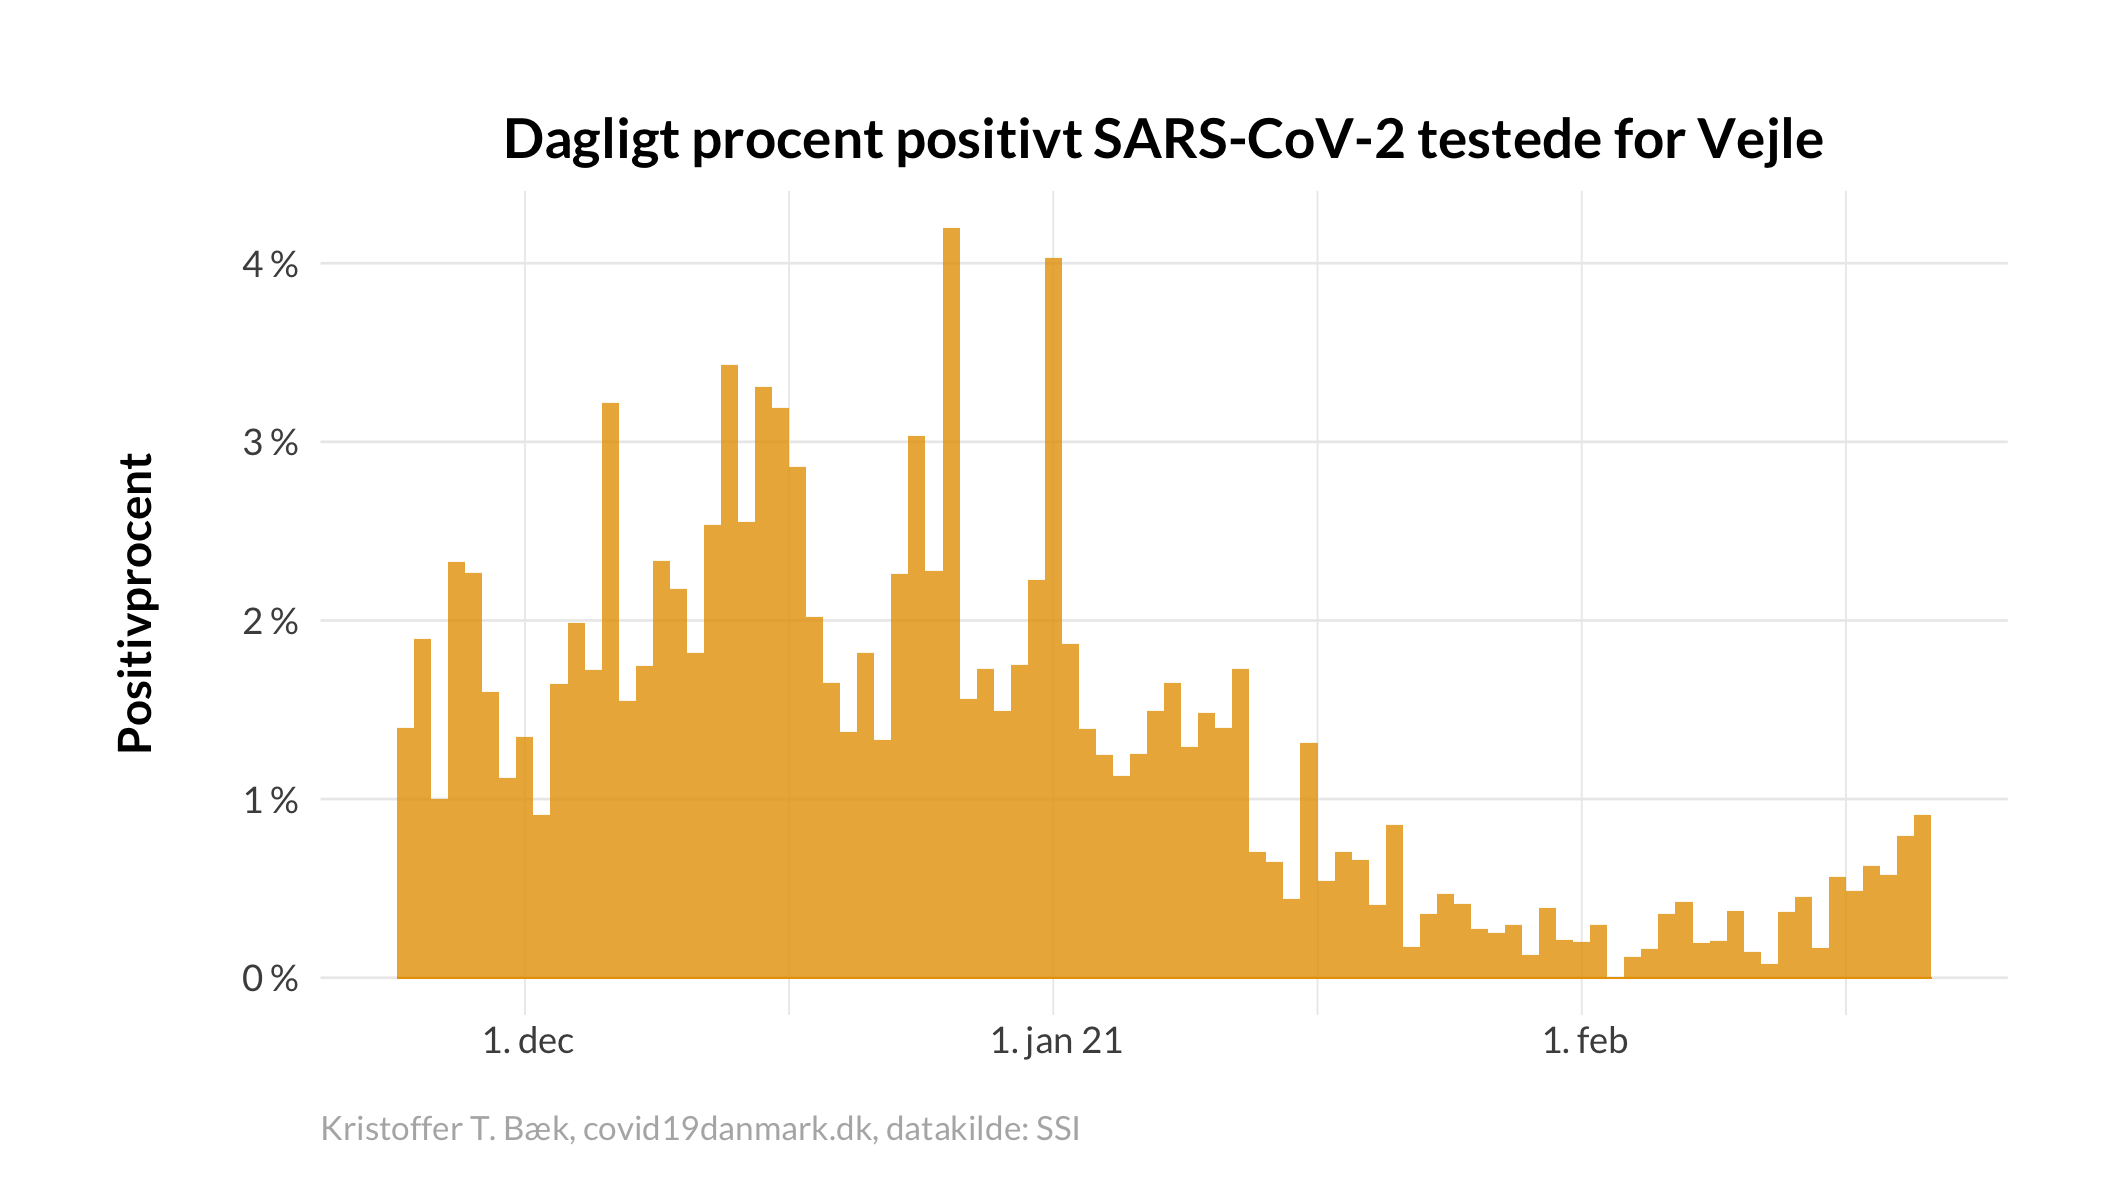 Dagligt procent positivt SARS-CoV-2 testede for Vejle
Positivprocent
4 %
3 %
2 %
1 %
0 %
1. dec
1. jan 21
1. feb
Kristoffer T. Bæk, covid19danmark.dk, datakilde: SSI